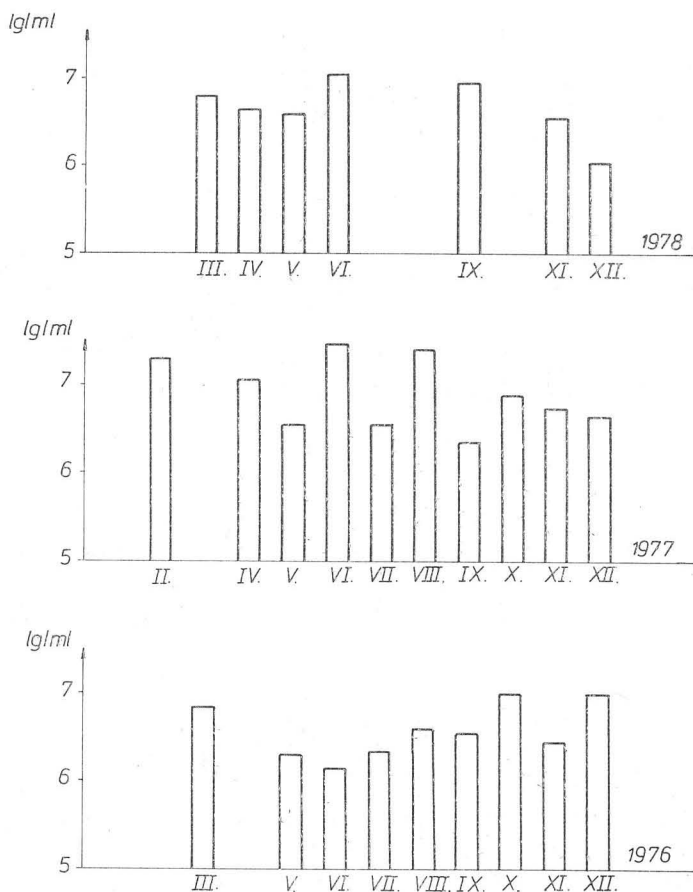 lg/ml
7
6
5
1978
III. IV. V. VI. IX. XI. XII.
lg/ml
7
6
5
1977
II. IV. V. VI. VII. VIII. IX. X. XI. XII.
lg/ml
7
6
5
1976
III. V. VI. VII. VIII. IX. X. XI. XII.